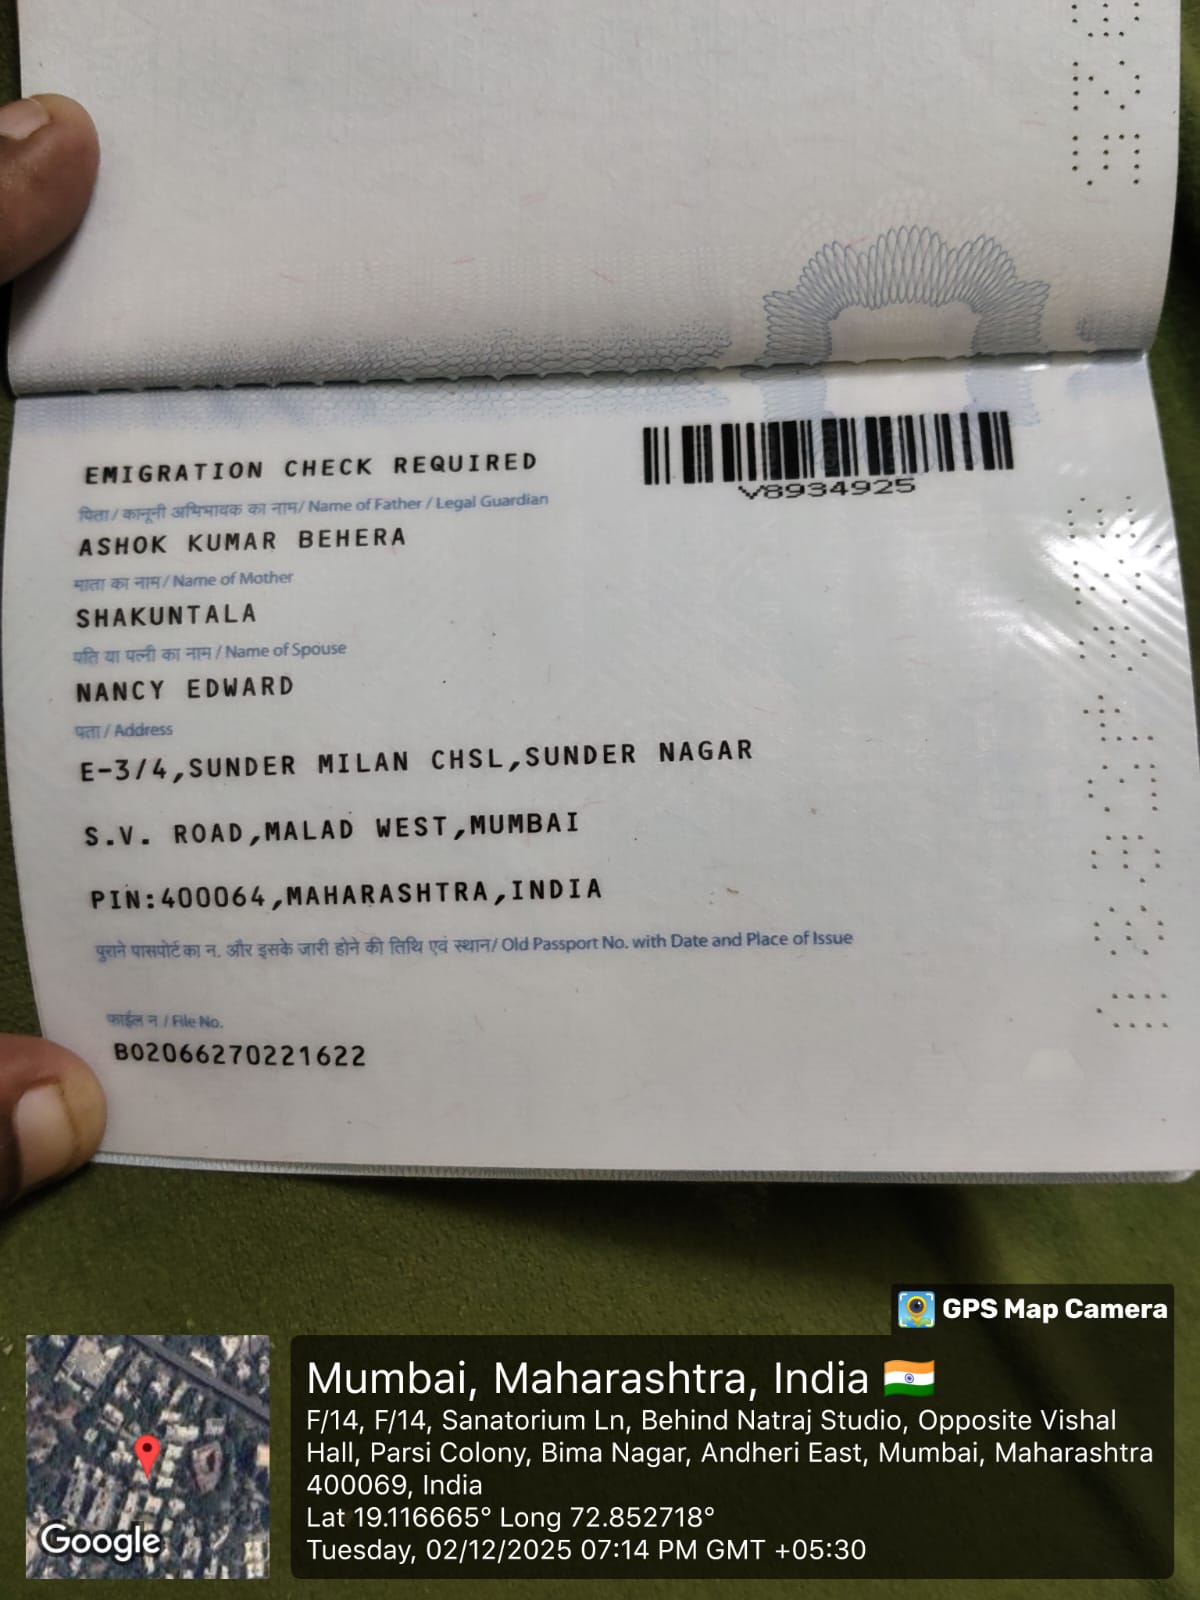 EMIGRATION CHECK REQUIRED
V8934925
पिता / कानूनी अभिभावक का नाम/ Name of Father / Legal Guardian
ASHOK KUMAR BEHERA
माता का नाम / Name of Mother
SHAKUNTALA
पति या पत्नी का नाम / Name of Spouse
NANCY EDWARD
पता / Address
E-3/4,SUNDER MILAN CHSL,SUNDER NAGAR
S.V. ROAD,MALAD WEST,MUMBAI
PIN:400064,MAHARASHTRA,INDIA
पुराने पासपोर्ट का न. और इसके जारी होने की तिथि एवं स्थान/ Old Passport No. with Date and Place of Issue
फाईल न / File No.
BO2066270221622
GPS Map Camera
Google
Mumbai, Maharashtra, India
F/14, F/14, Sanatorium Ln, Behind Natraj Studio, Opposite Vishal
Hall, Parsi Colony, Bima Nagar, Andheri East, Mumbai, Maharashtra
400069, India
Lat 19.116665° Long 72.852718°
Tuesday, 02/12/2025 07:14 PM GMT +05:30